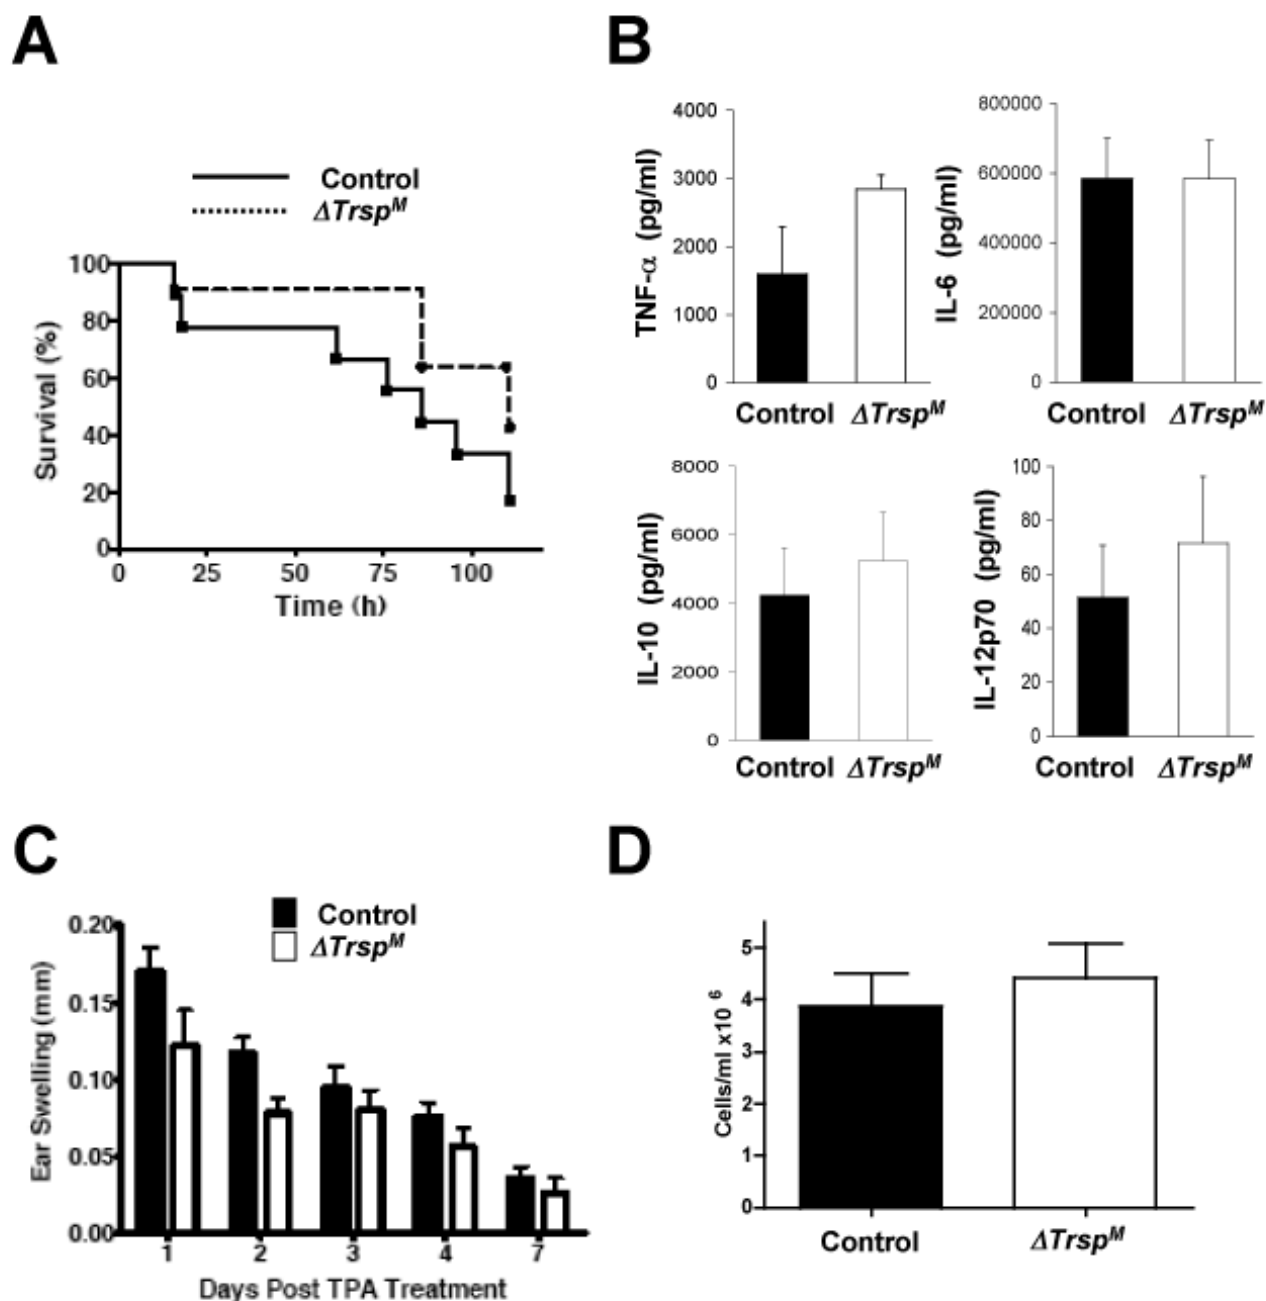 A
Control
ΔTrsp^M
100
80
60
40
20
0
Survival (%)
0 25 50 75 100
Time (h)
B
4000
3000
2000
1000
0
TNF-α (pg/ml)
Control ΔTrsp^M
800000
600000
400000
200000
0
IL-6 (pg/ml)
Control ΔTrsp^M
8000
6000
4000
2000
0
IL-10 (pg/ml)
Control ΔTrsp^M
100
80
60
40
20
0
IL-12p70 (pg/ml)
Control ΔTrsp^M
C
Control
ΔTrsp^M
0.20
0.15
0.10
0.05
0.00
Ear Swelling (mm)
1 2 3 4 7
Days Post TPA Treatment
D
5
4
3
2
1
0
Cells/ml x10^6
Control ΔTrsp^M